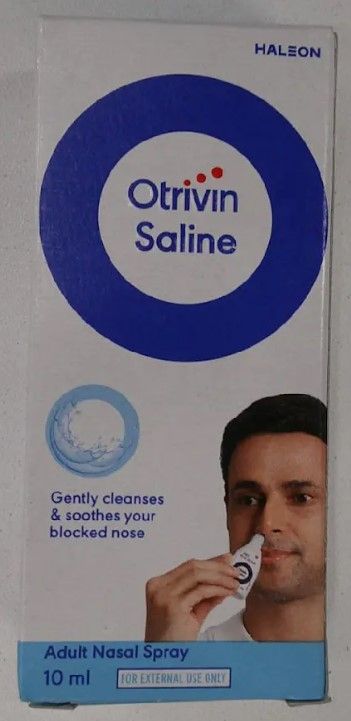 HALEON
Otrivin
Saline
Gently cleanses
& soothes your
blocked nose
Adult Nasal Spray
10 ml FOR EXTERNAL USE ONLY